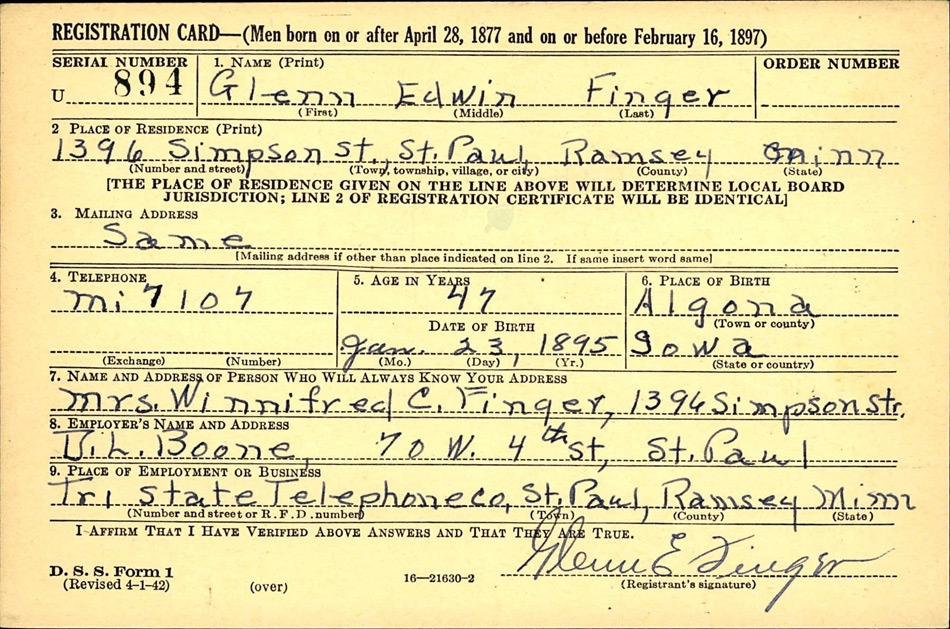 REGISTRATION CARD—(Men born on or after April 28, 1877 and on or before February 16, 1897)
SERIAL NUMBER 1. NAME (Print) ORDER NUMBER
U 894 Glenn Edwin Finger
(First) (Middle) (Last)
2 PLACE OF RESIDENCE (Print)
1396 Simpson St., St. Paul, Ramsey Minn
(Number and street) (Town, township, village, or city) (County) (State)
[THE PLACE OF RESIDENCE GIVEN ON THE LINE ABOVE WILL DETERMINE LOCAL BOARD
JURISDICTION; LINE 2 OF REGISTRATION CERTIFICATE WILL BE IDENTICAL]
3. MAILING ADDRESS
Same
[Mailing address if other than place indicated on line 2. If same insert word same]
4. TELEPHONE 5. AGE IN YEARS 6. PLACE OF BIRTH
Mi 7107 47 Algona
DATE OF BIRTH (Town or county)
Jan. 23, 1895 Iowa
(Exchange) (Number) (Mo.) (Day) (Yr.) (State or country)
7. NAME AND ADDRESS OF PERSON WHO WILL ALWAYS KNOW YOUR ADDRESS
Mrs. Winnifred C. Finger, 1396 Simpson Str.
8. EMPLOYER'S NAME AND ADDRESS
Boone, 70 W. 4th St, St. Paul
9. PLACE OF EMPLOYMENT OR BUSINESS
Tri State Telephone Co, St. Paul, Ramsey Minn
(Number and street or R. F. D. number) (Town) (County) (State)
I AFFIRM THAT I HAVE VERIFIED ABOVE ANSWERS AND THAT THEY ARE TRUE.
Glenn E Finger
D. S. S. Form 1
(Revised 4-1-42) (over) 16—21630-2 (Registrant's signature)